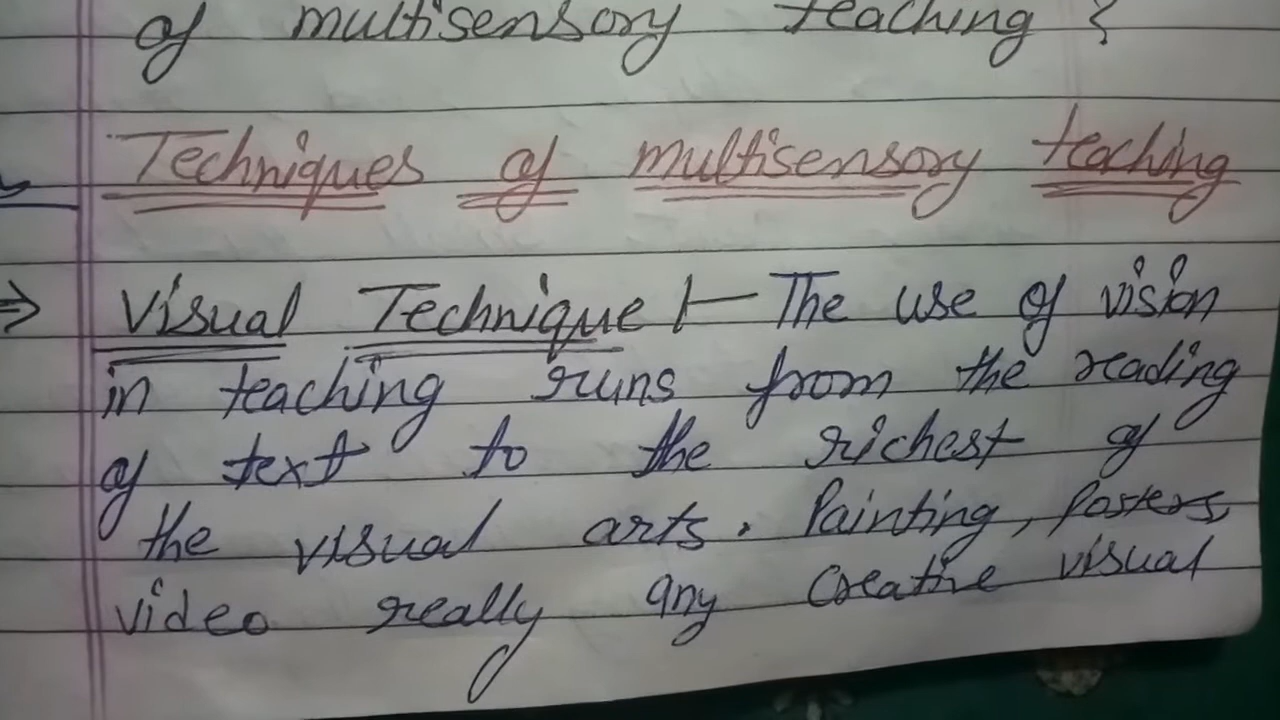 of multisensory teaching ?
Techniques of multisensory teaching
⇒ Visual Technique :— The use of vision
in teaching runs from the reading
of text to the richest of
the visual arts. Painting, Posters,
video really any creative visual